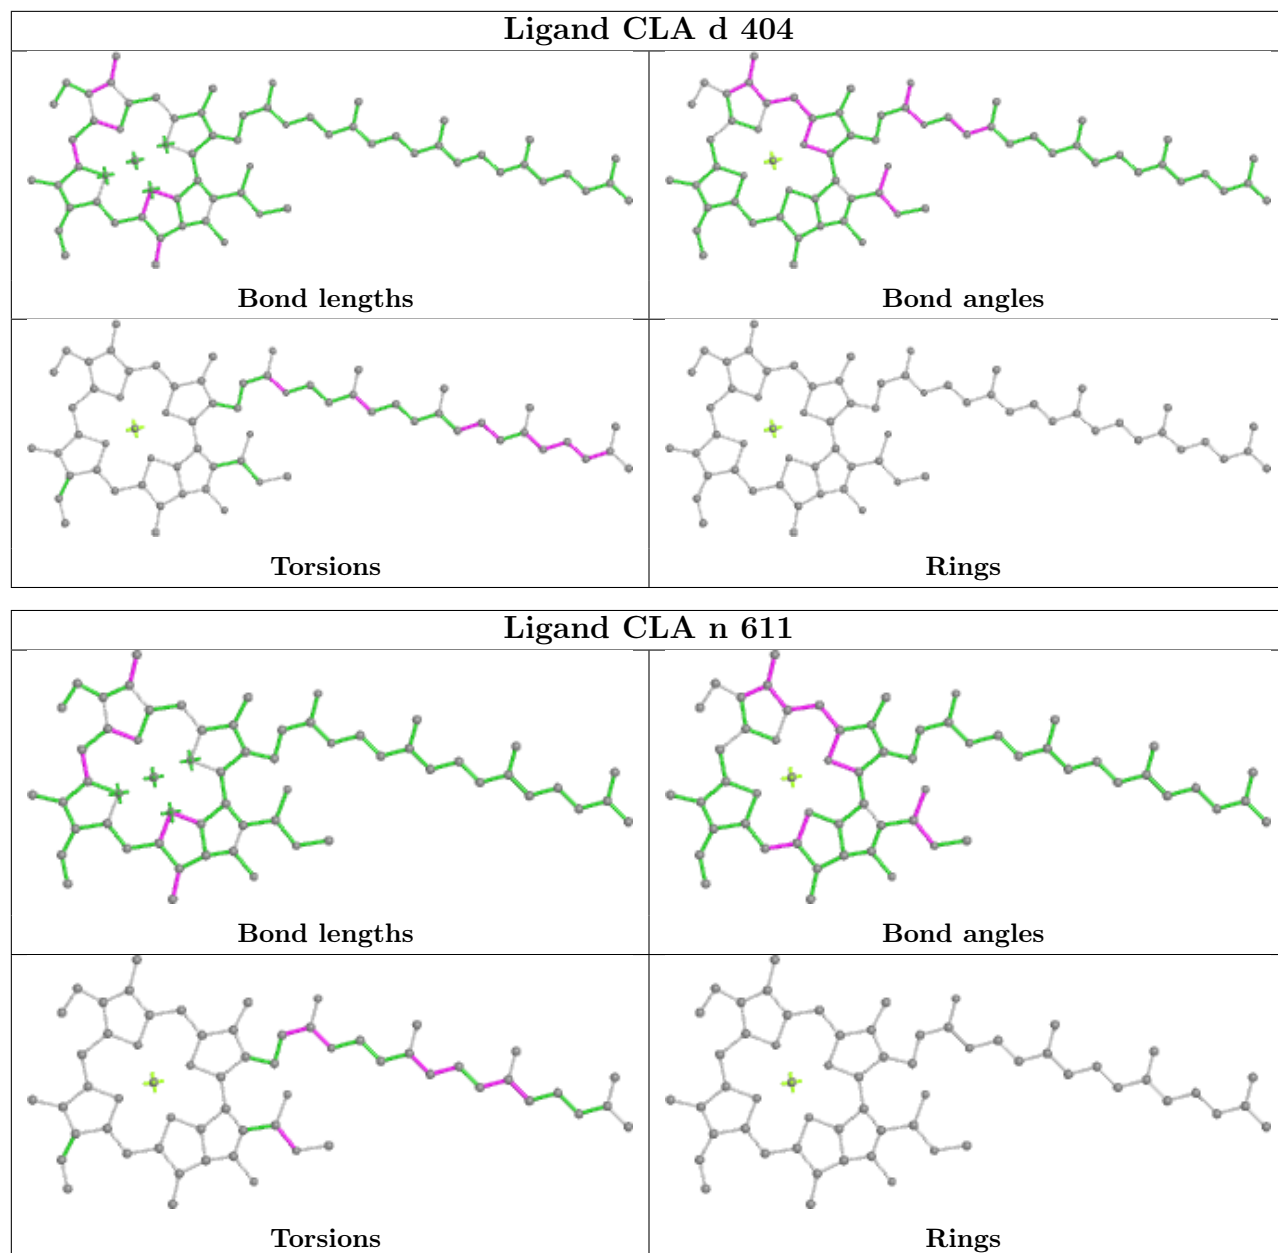 Ligand CLA d 404
Bond lengths
Bond angles
Torsions
Rings
Ligand CLA n 611
Bond lengths
Bond angles
Torsions
Rings